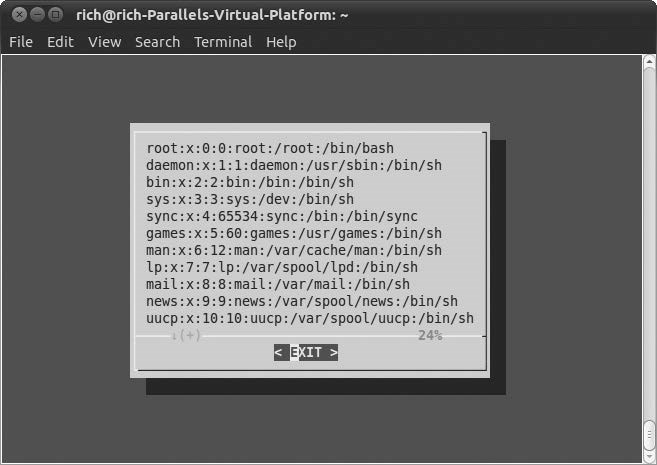 rich@rich-Parallels-Virtual-Platform: ~
File Edit View Search Terminal Help
root:x:0:0:root:/root:/bin/bash
daemon:x:1:1:daemon:/usr/sbin:/bin/sh
bin:x:2:2:bin:/bin:/bin/sh
sys:x:3:3:sys:/dev:/bin/sh
sync:x:4:65534:sync:/bin:/bin/sync
games:x:5:60:games:/usr/games:/bin/sh
man:x:6:12:man:/var/cache/man:/bin/sh
lp:x:7:7:lp:/var/spool/lpd:/bin/sh
mail:x:8:8:mail:/var/mail:/bin/sh
news:x:9:9:news:/var/spool/news:/bin/sh
uucp:x:10:10:uucp:/var/spool/uucp:/bin/sh
↓(+) 24%
< EXIT >